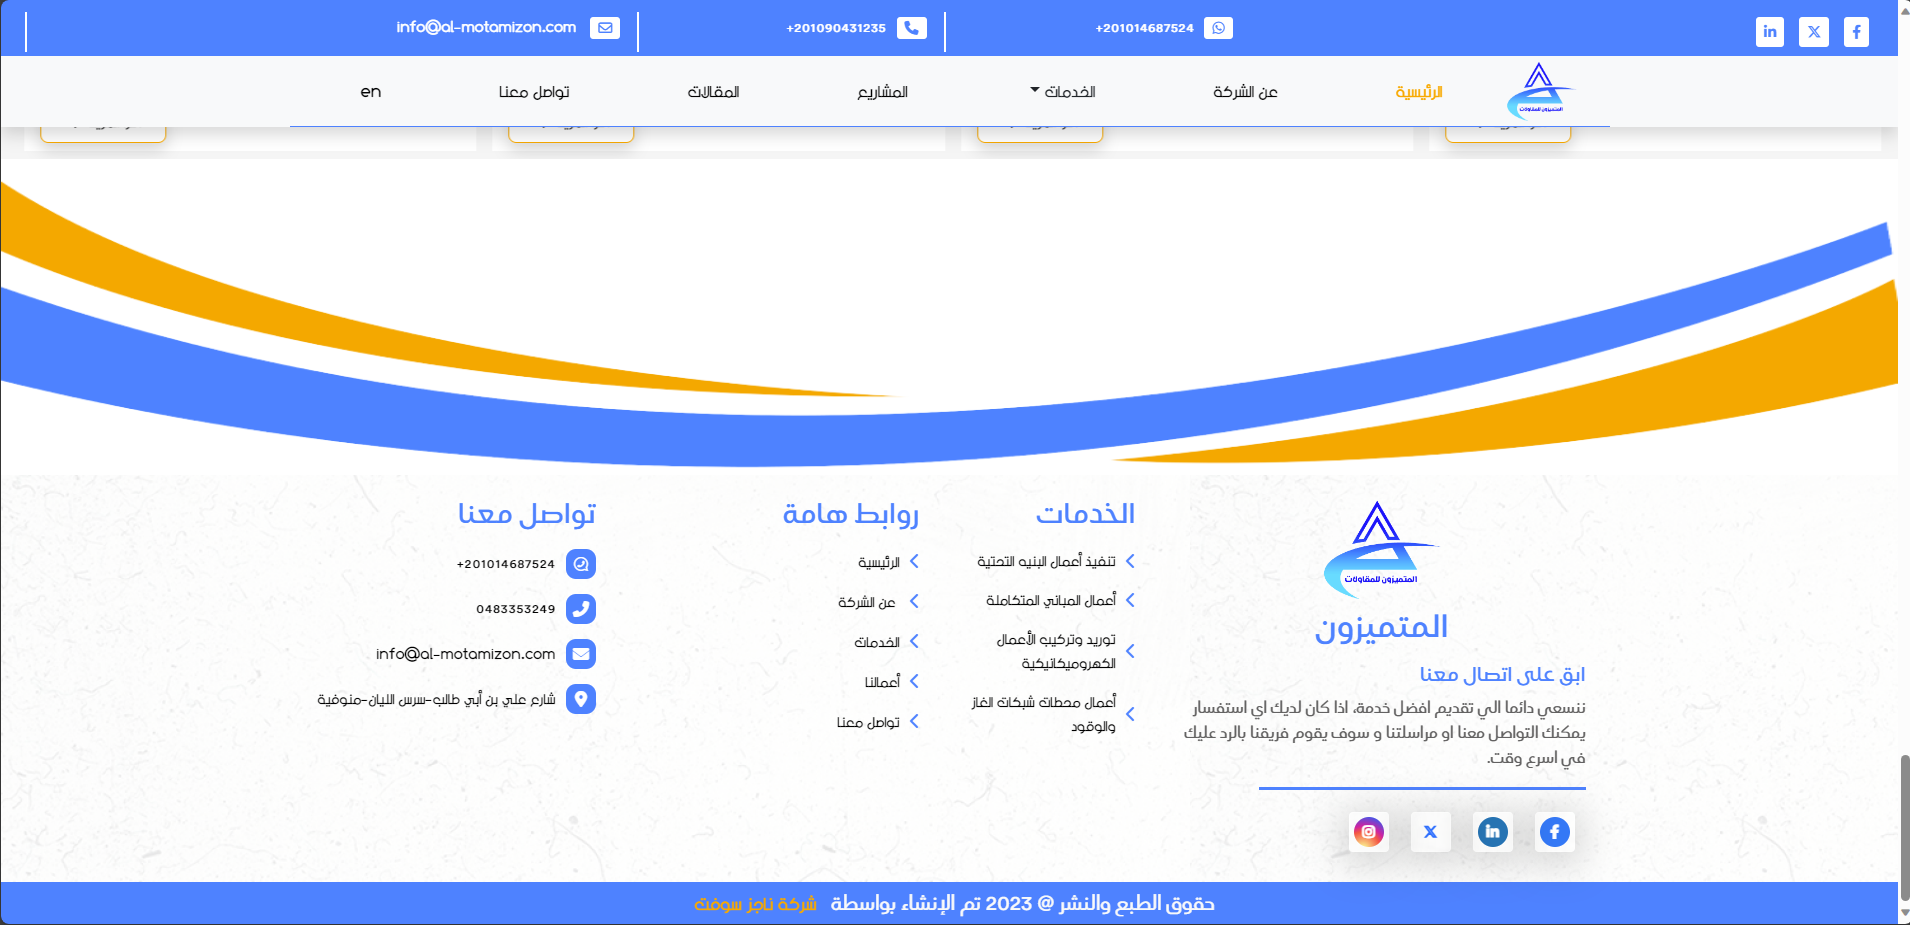 +201014687524
+201090431235
info@al-motamizon.com
المتميزون للمقاولات
الرئيسية
عن الشركة
الخدمات
المشاريع
المقالات
تواصل معنا
en
المتميزون للمقاولات
المتميزون
ابق على اتصال معنا
ننسعي دائما الي تقديم افضل خدمة، اذا كان لديك اي استفسار
يمكنك التواصل معنا او مراسلتنا و سوف يقوم فريقنا بالرد عليك
في اسرع وقت.
الخدمات
تنفيذ أعمال البنيه التحتية
أعمال المباني المتكاملة
توريد وتركيب الأعمال
الكهروميكانيكية
أعمال محطات شبكات الغاز
والوقود
روابط هامة
الرئيسية
عن الشركة
الخدمات
أعمالنا
تواصل معنا
تواصل معنا
+201014687524
0483353249
info@al-motamizon.com
شارع علي بن أبي طالب-سرس الليان-منوفية
حقوق الطبع والنشر @ 2023 تم الإنشاء بواسطة شركة ناجز سوفت